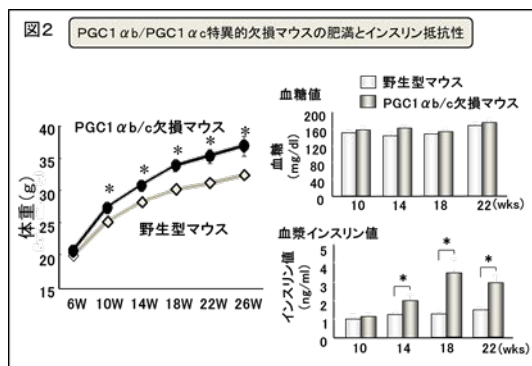 図2
PGC1αb/PGC1αc特異的欠損マウスの肥満とインスリン抵抗性
PGC1αb/c欠損マウス
体重(g)
40
35
30
25
20
15
* * * * *
野生型マウス
6W 10W 14W 18W 22W 26W
血糖値
野生型マウス
PGC1αb/c欠損マウス
血糖
(mg/dl)
200
160
120
80
40
0
10 14 18 22(wks)
血漿インスリン値
インスリン値
(ng/ml)
5
4
3
2
1
0
* * *
10 14 18 22(wks)